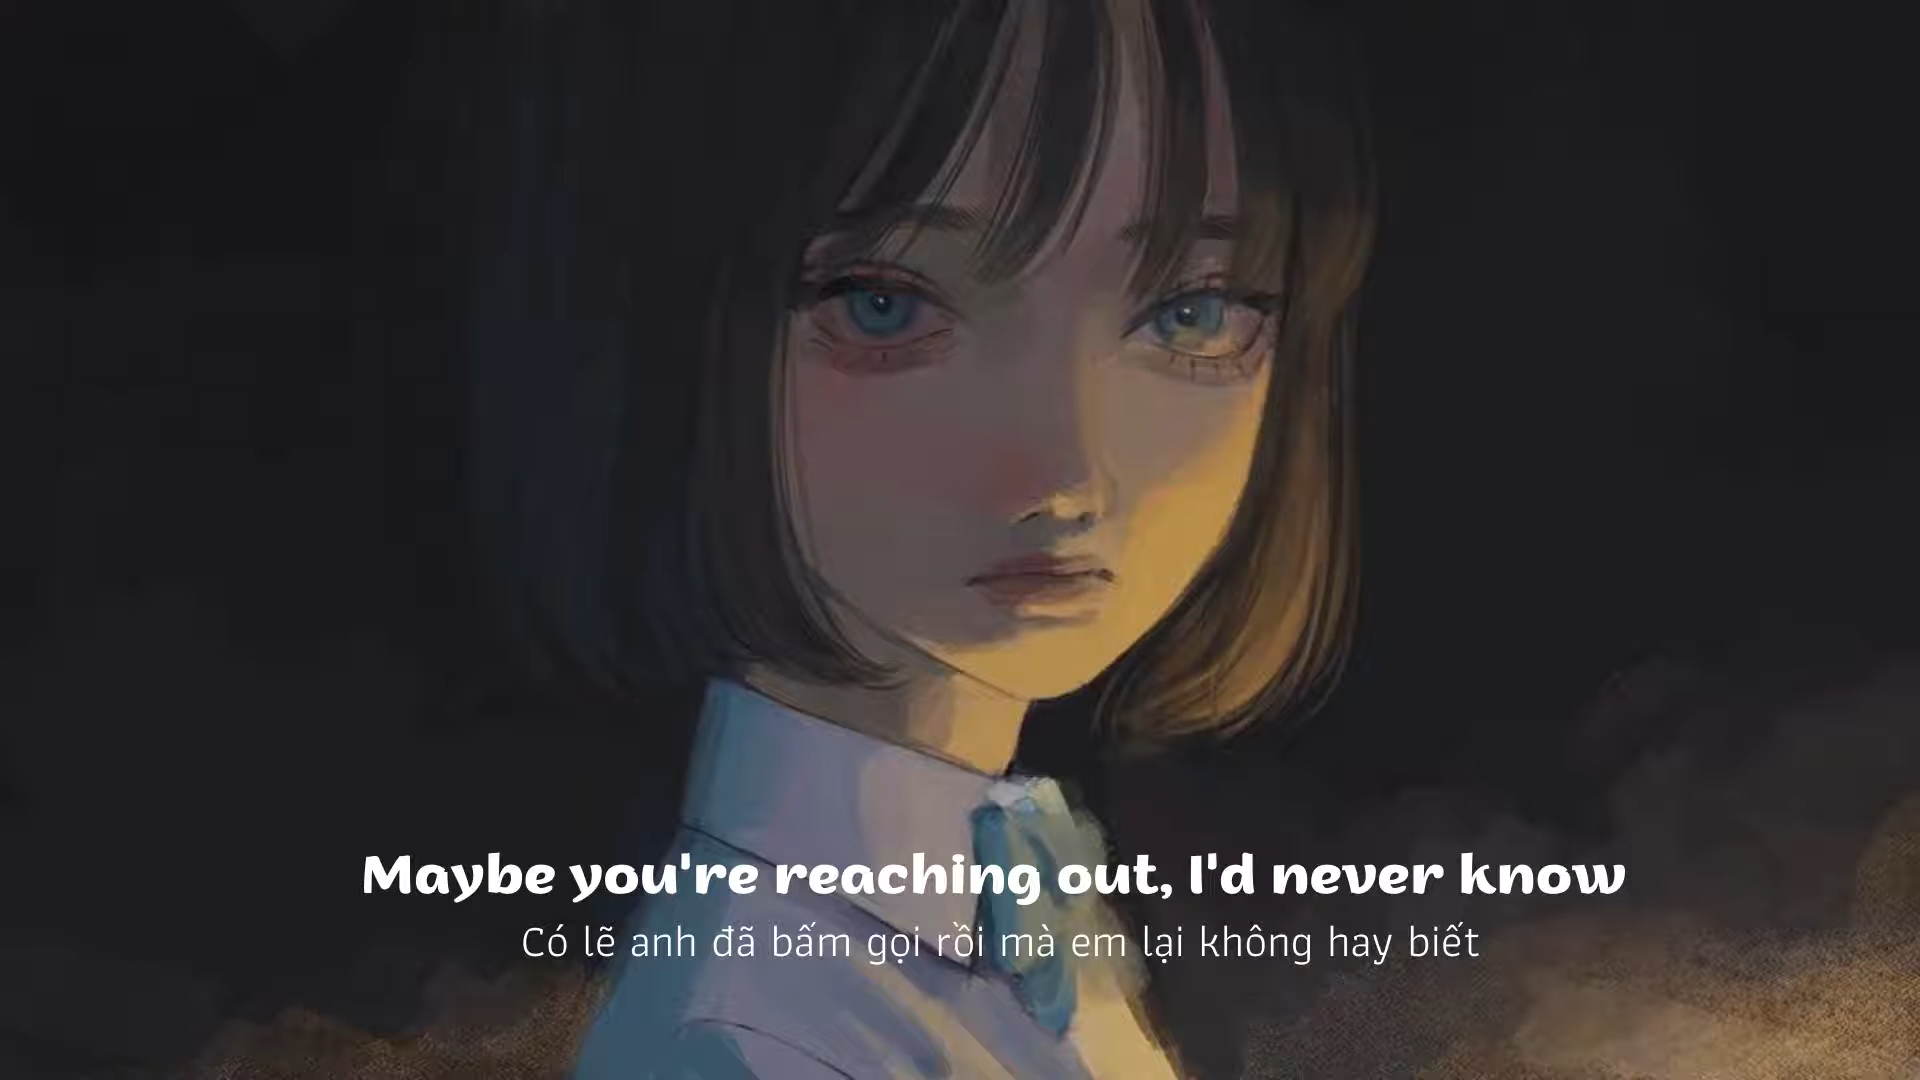 Maybe you're reaching out, I'd never know
Có lẽ anh đã bấm gọi rồi mà em lại không hay biết